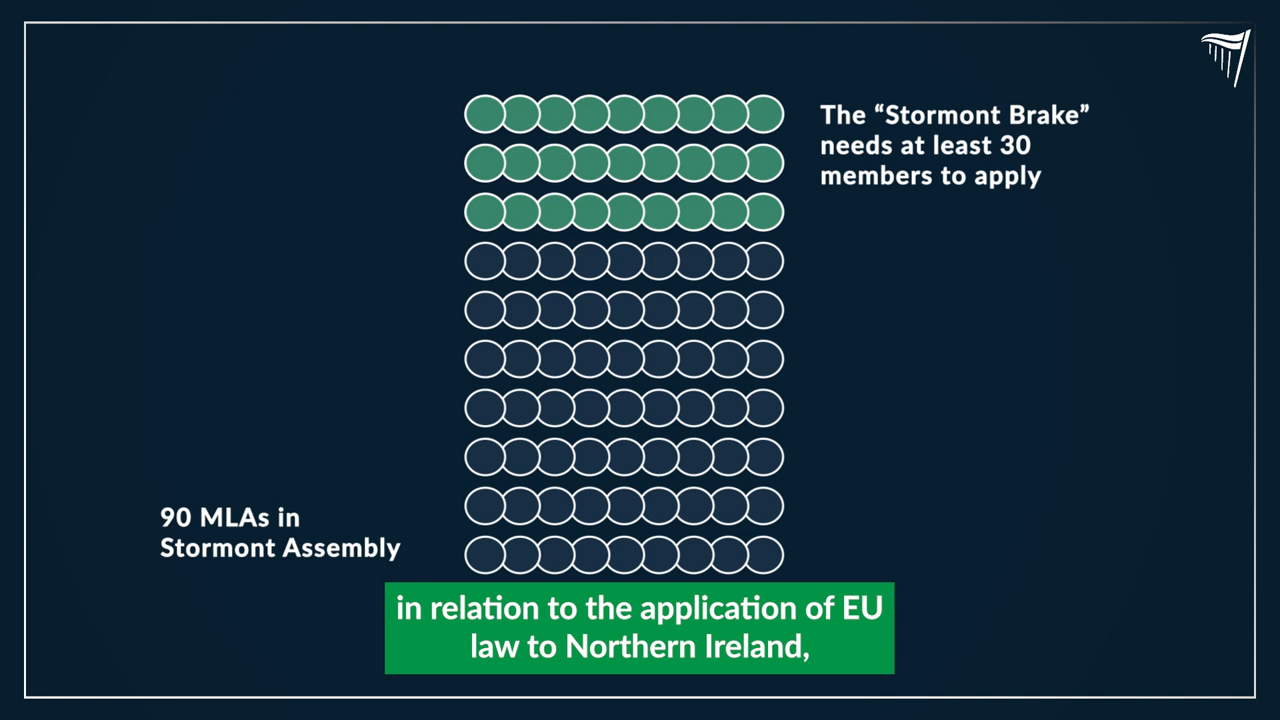 The “Stormont Brake”
needs at least 30
members to apply
90 MLAs in
Stormont Assembly
in relation to the application of EU
law to Northern Ireland,